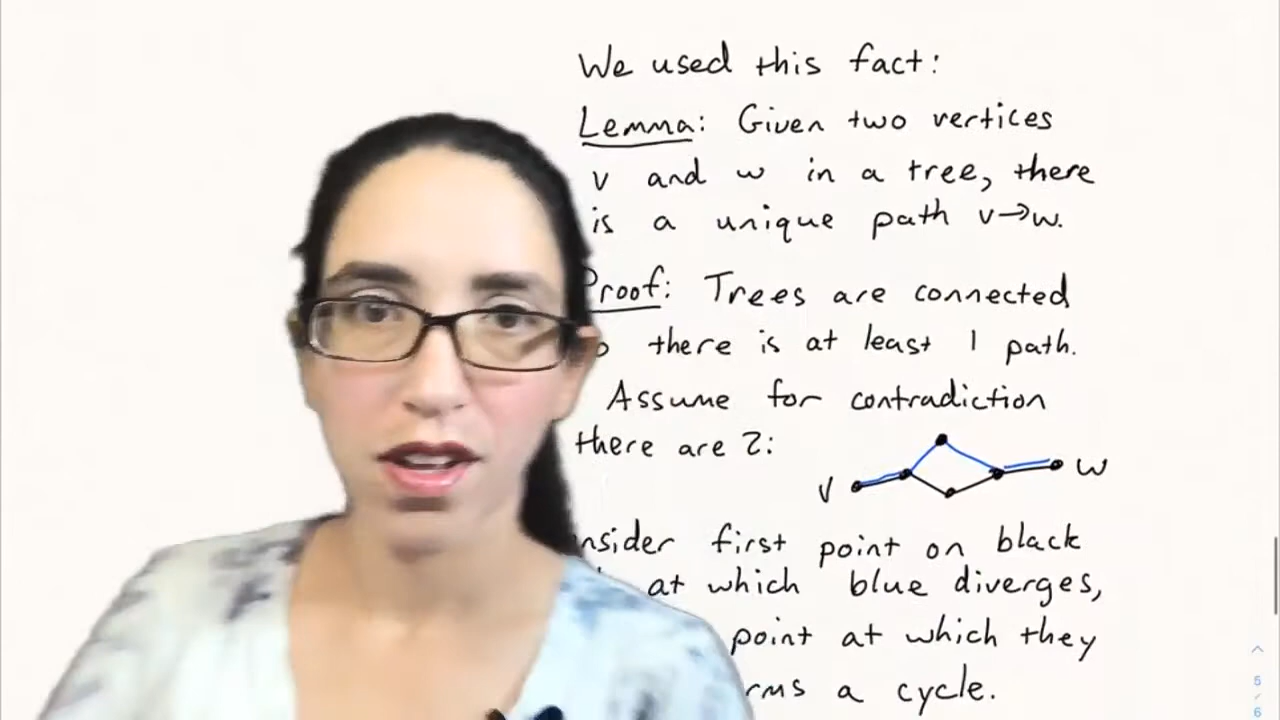 We used this fact:
Lemma: Given two vertices
v and w in a tree, there
is a unique path v→w.
Proof: Trees are connected
there is at least 1 path.
Assume for contradiction
there are 2:
v w
first point on black
at which blue diverges,
point at which they
a cycle.
5
/
6